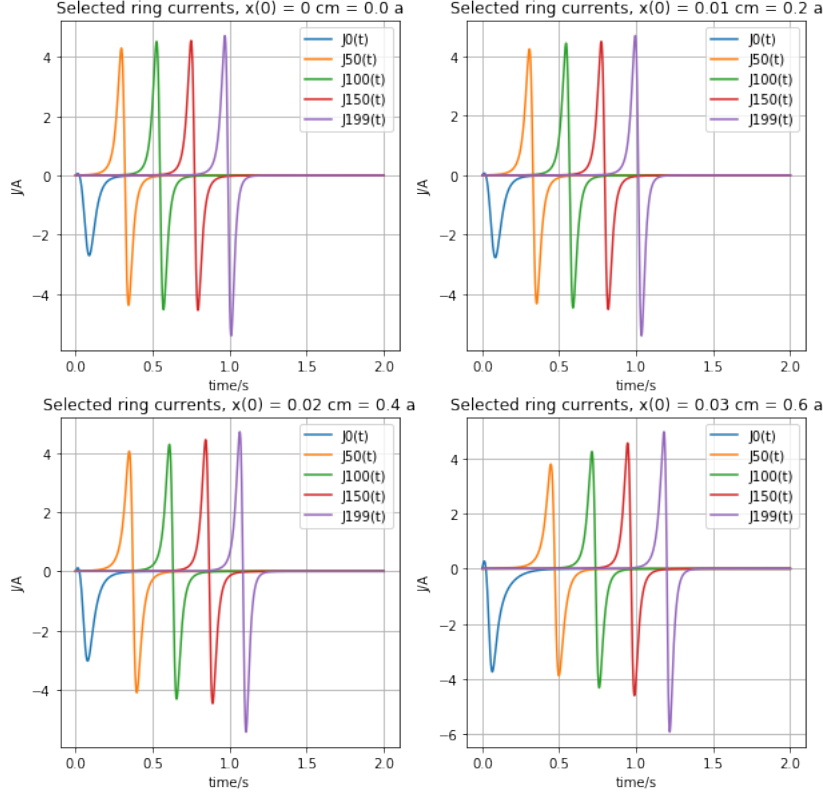 Selected ring currents, x(0) = 0 cm = 0.0 a
J0(t)
J50(t)
J100(t)
J150(t)
J199(t)
4
2
0
−2
−4
J/A
0.0 0.5 1.0 1.5 2.0
time/s
Selected ring currents, x(0) = 0.01 cm = 0.2 a
J0(t)
J50(t)
J100(t)
J150(t)
J199(t)
4
2
0
−2
−4
J/A
0.0 0.5 1.0 1.5 2.0
time/s
Selected ring currents, x(0) = 0.02 cm = 0.4 a
J0(t)
J50(t)
J100(t)
J150(t)
J199(t)
4
2
0
−2
−4
J/A
0.0 0.5 1.0 1.5 2.0
time/s
Selected ring currents, x(0) = 0.03 cm = 0.6 a
J0(t)
J50(t)
J100(t)
J150(t)
J199(t)
4
2
0
−2
−4
−6
J/A
0.0 0.5 1.0 1.5 2.0
time/s